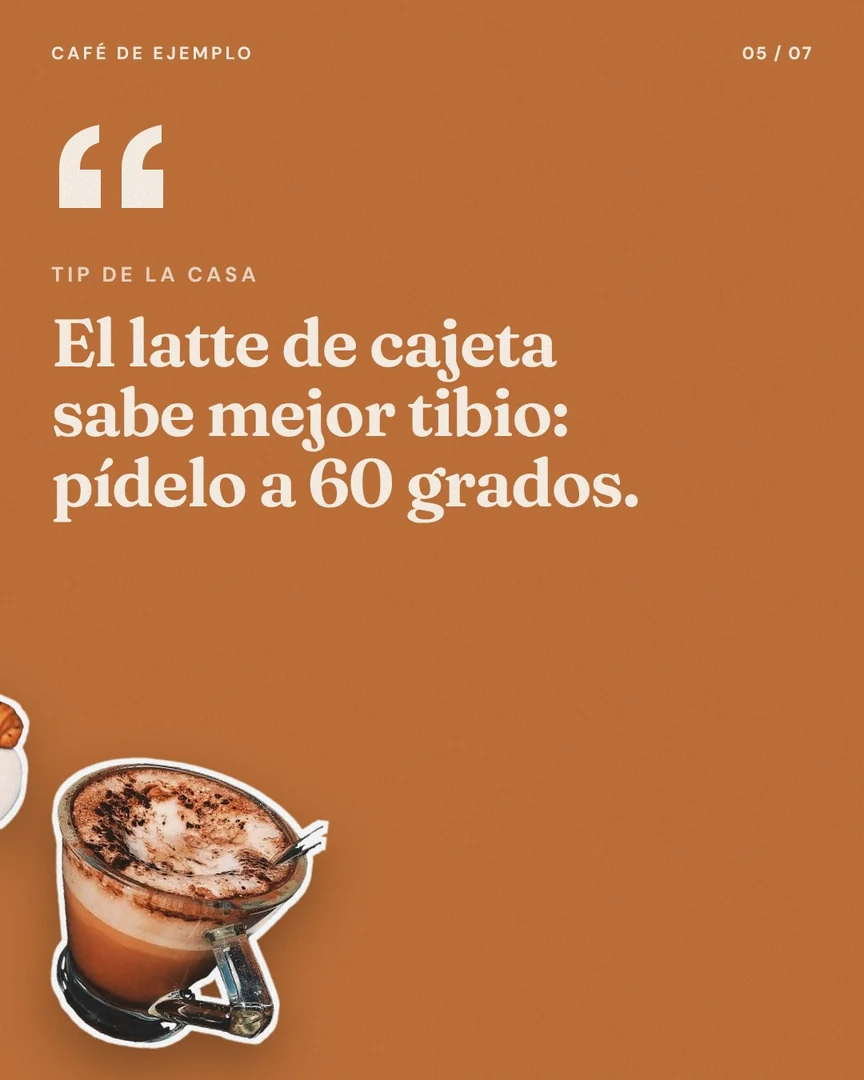 CAFÉ DE EJEMPLO
05 / 07
“
TIP DE LA CASA
El latte de cajeta
sabe mejor tibio:
pídelo a 60 grados.